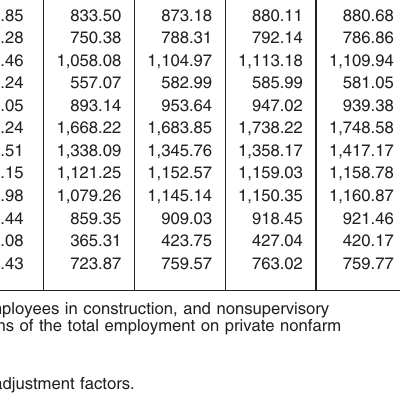 .85 833.50 873.18 880.11 880.68
.28 750.38 788.31 792.14 786.86
.46 1,058.08 1,104.97 1,113.18 1,109.94
.24 557.07 582.99 585.99 581.05
.05 893.14 953.64 947.02 939.38
.24 1,668.22 1,683.85 1,738.22 1,748.58
.51 1,338.09 1,345.76 1,358.17 1,417.17
.15 1,121.25 1,152.57 1,159.03 1,158.78
.98 1,079.26 1,145.14 1,150.35 1,160.87
.44 859.35 909.03 918.45 921.46
.08 365.31 423.75 427.04 420.17
.43 723.87 759.57 763.02 759.77
ployees in construction, and nonsupervisory
ns of the total employment on private nonfarm
adjustment factors.